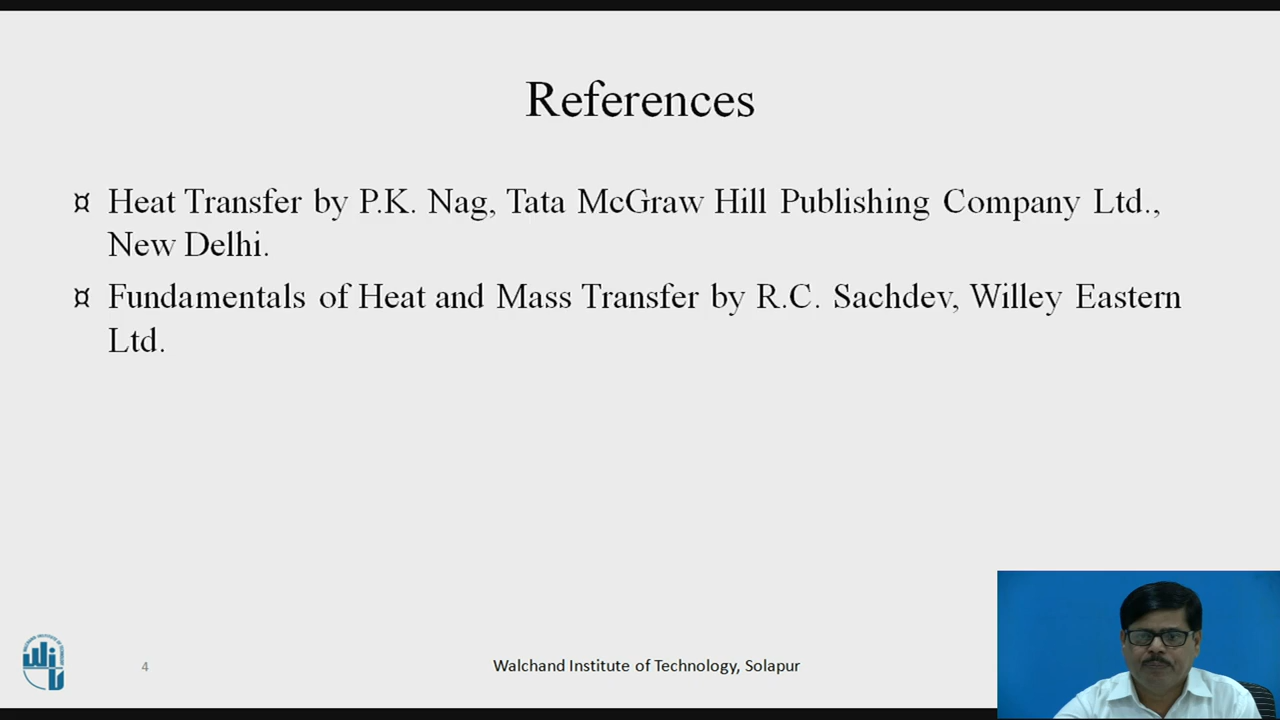 References
¤ Heat Transfer by P.K. Nag, Tata McGraw Hill Publishing Company Ltd.,
New Delhi.
¤ Fundamentals of Heat and Mass Transfer by R.C. Sachdev, Willey Eastern
Ltd.
4
Walchand Institute of Technology, Solapur